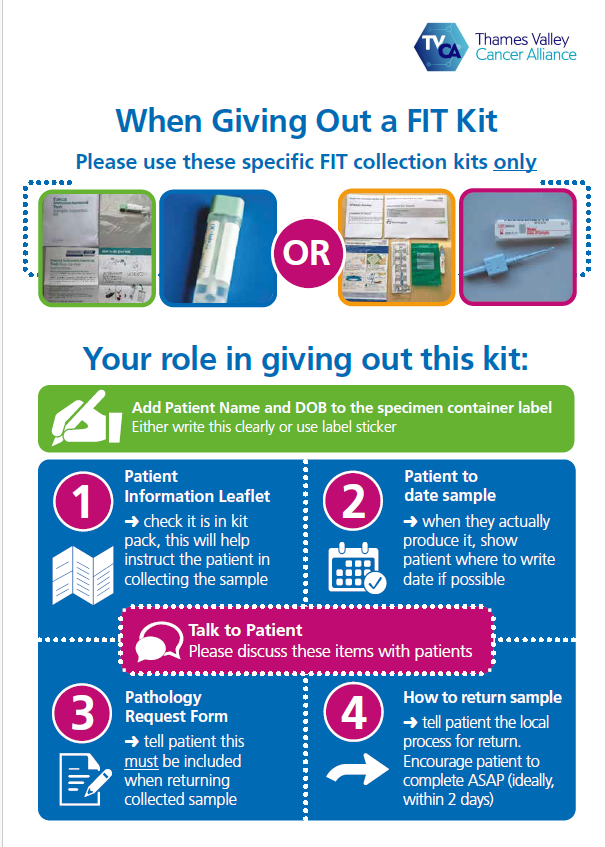 TV
CA
Thames Valley
Cancer Alliance
When Giving Out a FIT Kit
Please use these specific FIT collection kits only
OR
Your role in giving out this kit:
Add Patient Name and DOB to the specimen container label
Either write this clearly or use label sticker
1
Patient
Information Leaflet
➜ check it is in kit
pack, this will help
instruct the patient in
collecting the sample
2
Patient to
date sample
➜ when they actually
produce it, show
patient where to write
date if possible
Talk to Patient
Please discuss these items with patients
3
Pathology
Request Form
➜ tell patient this
must be included
when returning
collected sample
4
How to return sample
➜ tell patient the local
process for return.
Encourage patient to
complete ASAP (ideally,
within 2 days)